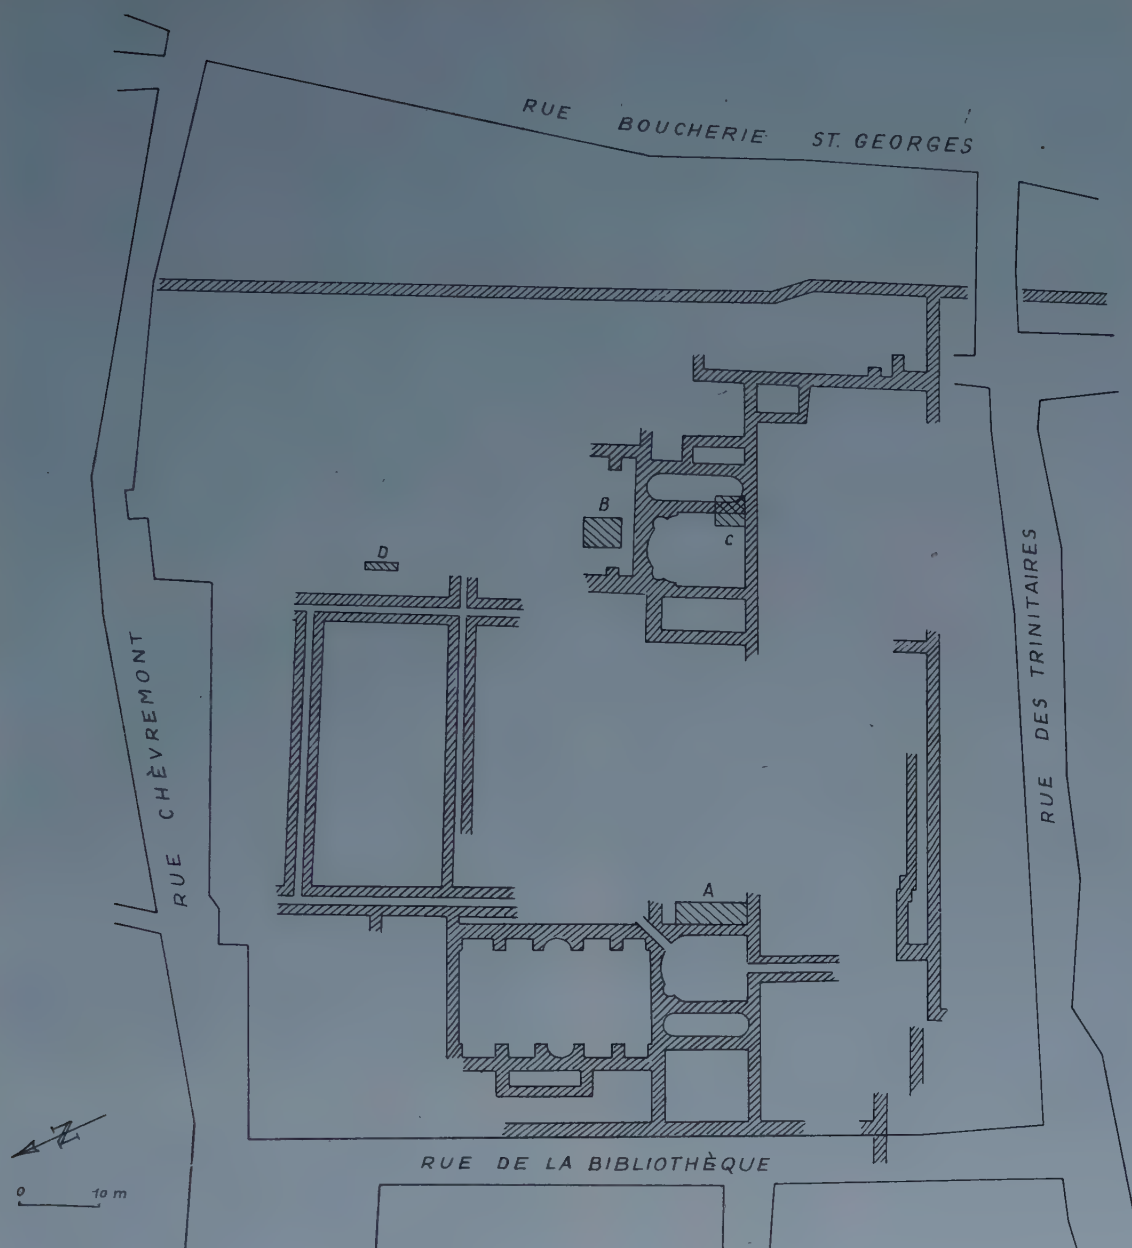 RUE BOUCHERIE ST. GEORGES
B
C
D
RUE CHÈVREMONT
RUE DES TRINITAIRES
A
N
0 10 m
RUE DE LA BIBLIOTHÈQUE